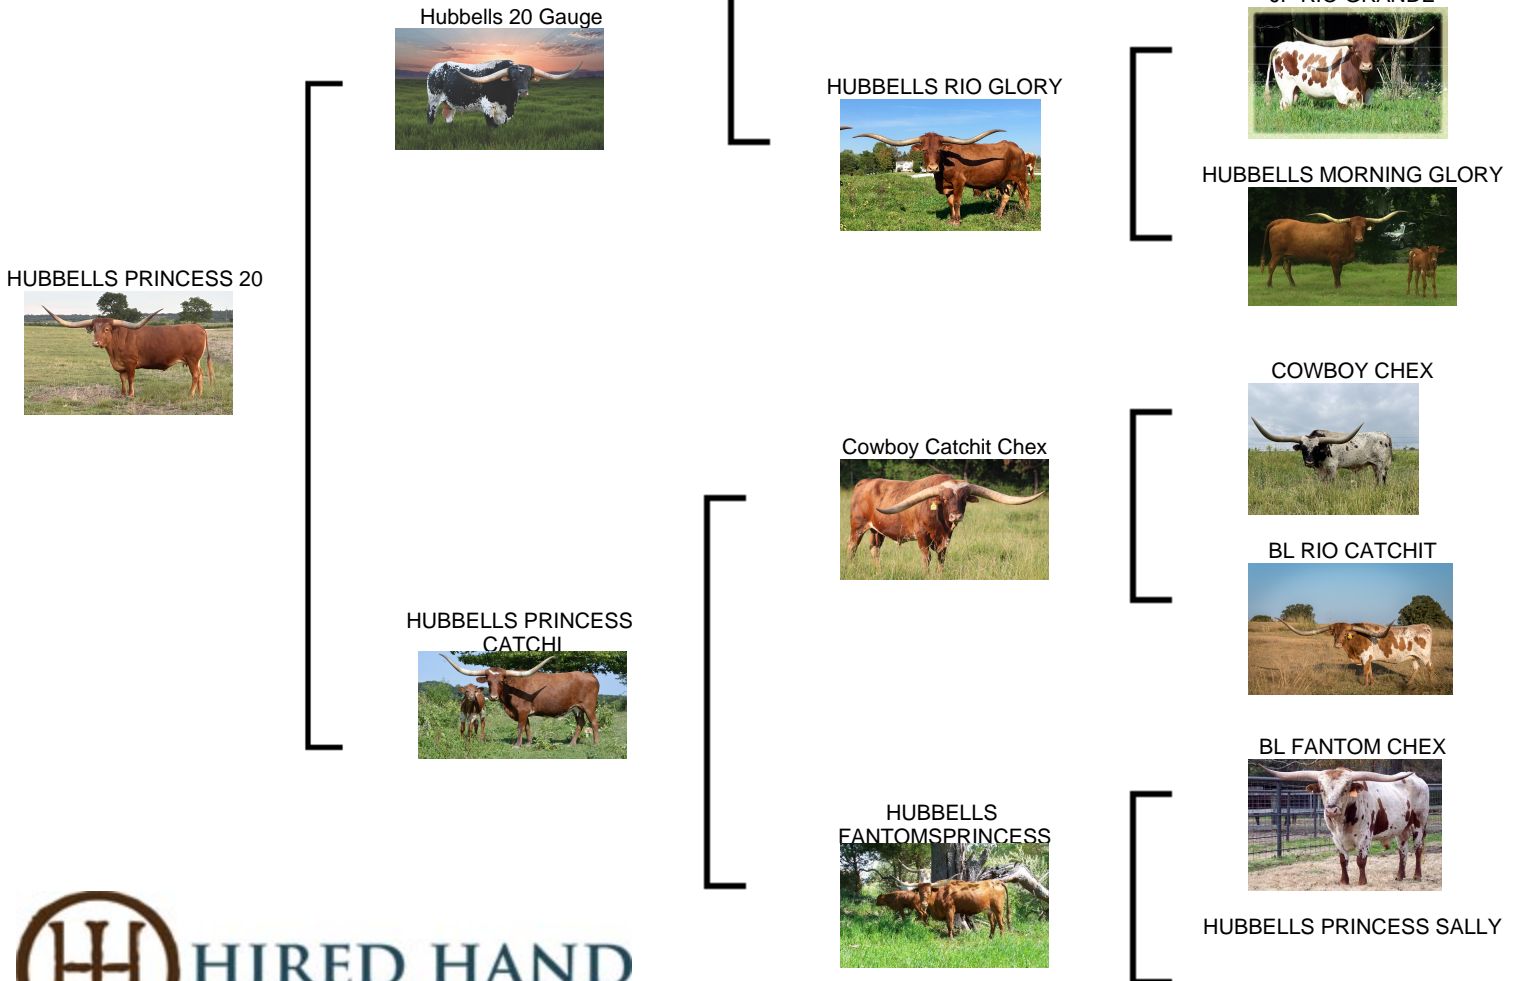 Hubbells 20 Gauge
HUBBELLS RIO GLORY
HUBBELLS MORNING GLORY
HUBBELLS PRINCESS 20
COWBOY CHEX
Cowboy Catchit Chex
BL RIO CATCHIT
HUBBELLS PRINCESS
CATCHI
BL FANTOM CHEX
HUBBELLS
FANTOMSPRINCESS
HUBBELLS PRINCESS SALLY
HIRED HAND